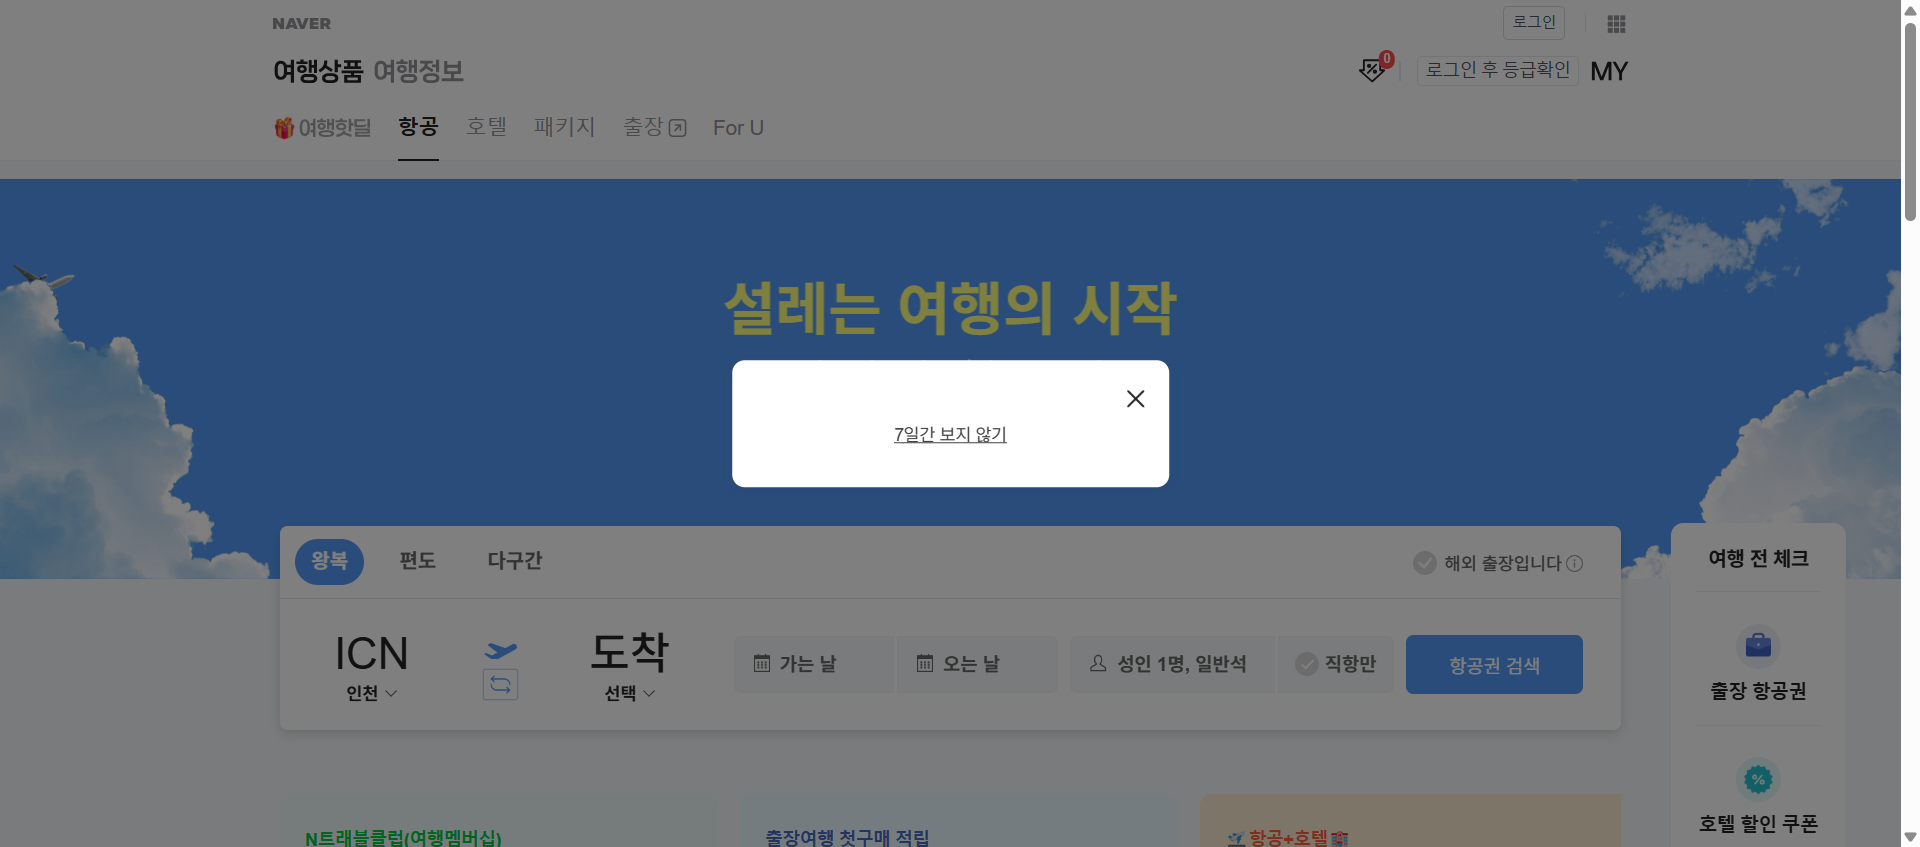 NAVER
로그인
여행상품 여행정보
0
로그인 후 등급확인 MY
여행핫딜 항공 호텔 패키지 출장 For U
설레는 여행의 시작
7일간 보지 않기
왕복 편도 다구간
해외 출장입니다
여행 전 체크
ICN
인천
도착
선택
가는 날
오는 날
성인 1명, 일반석
직항만
항공권 검색
출장 항공권
호텔 할인 쿠폰
N트래블클럽(여행멤버십)
출장여행 첫구매 적립
항공+호텔